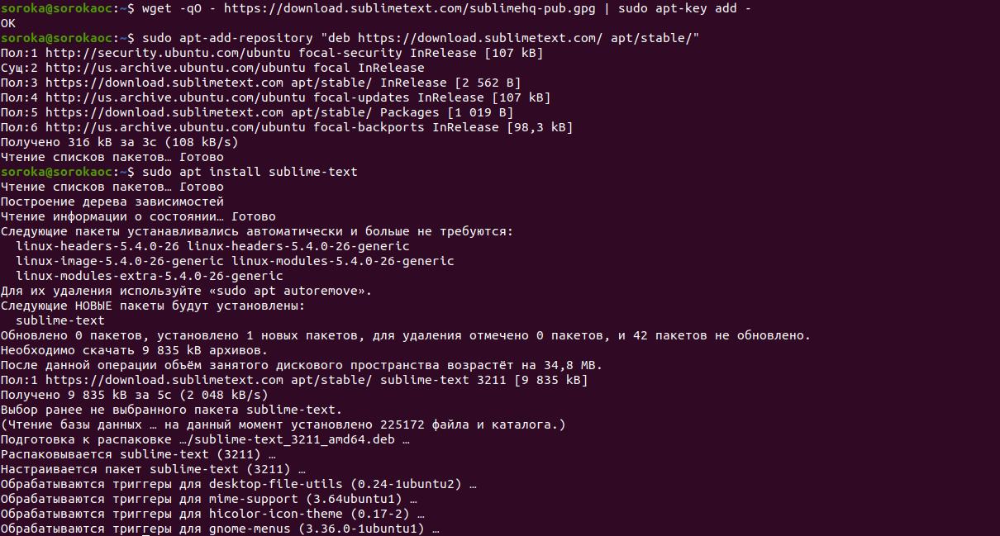 soroka@sorokaoc:~$ wget -qO - https://download.sublimetext.com/sublimehq-pub.gpg | sudo apt-key add -
OK
soroka@sorokaoc:~$ sudo apt-add-repository "deb https://download.sublimetext.com/ apt/stable/"
Пол:1 http://security.ubuntu.com/ubuntu focal-security InRelease [107 kB]
Сущ:2 http://us.archive.ubuntu.com/ubuntu focal InRelease
Пол:3 https://download.sublimetext.com apt/stable/ InRelease [2 562 B]
Пол:4 http://us.archive.ubuntu.com/ubuntu focal-updates InRelease [107 kB]
Пол:5 https://download.sublimetext.com apt/stable/ Packages [1 019 B]
Пол:6 http://us.archive.ubuntu.com/ubuntu focal-backports InRelease [98,3 kB]
Получено 316 kB за 3с (108 kB/s)
Чтение списков пакетов… Готово
soroka@sorokaoc:~$ sudo apt install sublime-text
Чтение списков пакетов… Готово
Построение дерева зависимостей
Чтение информации о состоянии… Готово
Следующие пакеты устанавливались автоматически и больше не требуются:
  linux-headers-5.4.0-26 linux-headers-5.4.0-26-generic
  linux-image-5.4.0-26-generic linux-modules-5.4.0-26-generic
  linux-modules-extra-5.4.0-26-generic
Для их удаления используйте «sudo apt autoremove».
Следующие НОВЫЕ пакеты будут установлены:
  sublime-text
Обновлено 0 пакетов, установлено 1 новых пакетов, для удаления отмечено 0 пакетов, и 42 пакетов не обновлено.
Необходимо скачать 9 835 kB архивов.
После данной операции объём занятого дискового пространства возрастёт на 34,8 MB.
Пол:1 https://download.sublimetext.com apt/stable/ sublime-text 3211 [9 835 kB]
Получено 9 835 kB за 5с (2 048 kB/s)
Выбор ранее не выбранного пакета sublime-text.
(Чтение базы данных … на данный момент установлено 225172 файла и каталога.)
Подготовка к распаковке …/sublime-text_3211_amd64.deb …
Распаковывается sublime-text (3211) …
Настраивается пакет sublime-text (3211) …
Обрабатываются триггеры для desktop-file-utils (0.24-1ubuntu2) …
Обрабатываются триггеры для mime-support (3.64ubuntu1) …
Обрабатываются триггеры для hicolor-icon-theme (0.17-2) …
Обрабатываются триггеры для gnome-menus (3.36.0-1ubuntu1) …